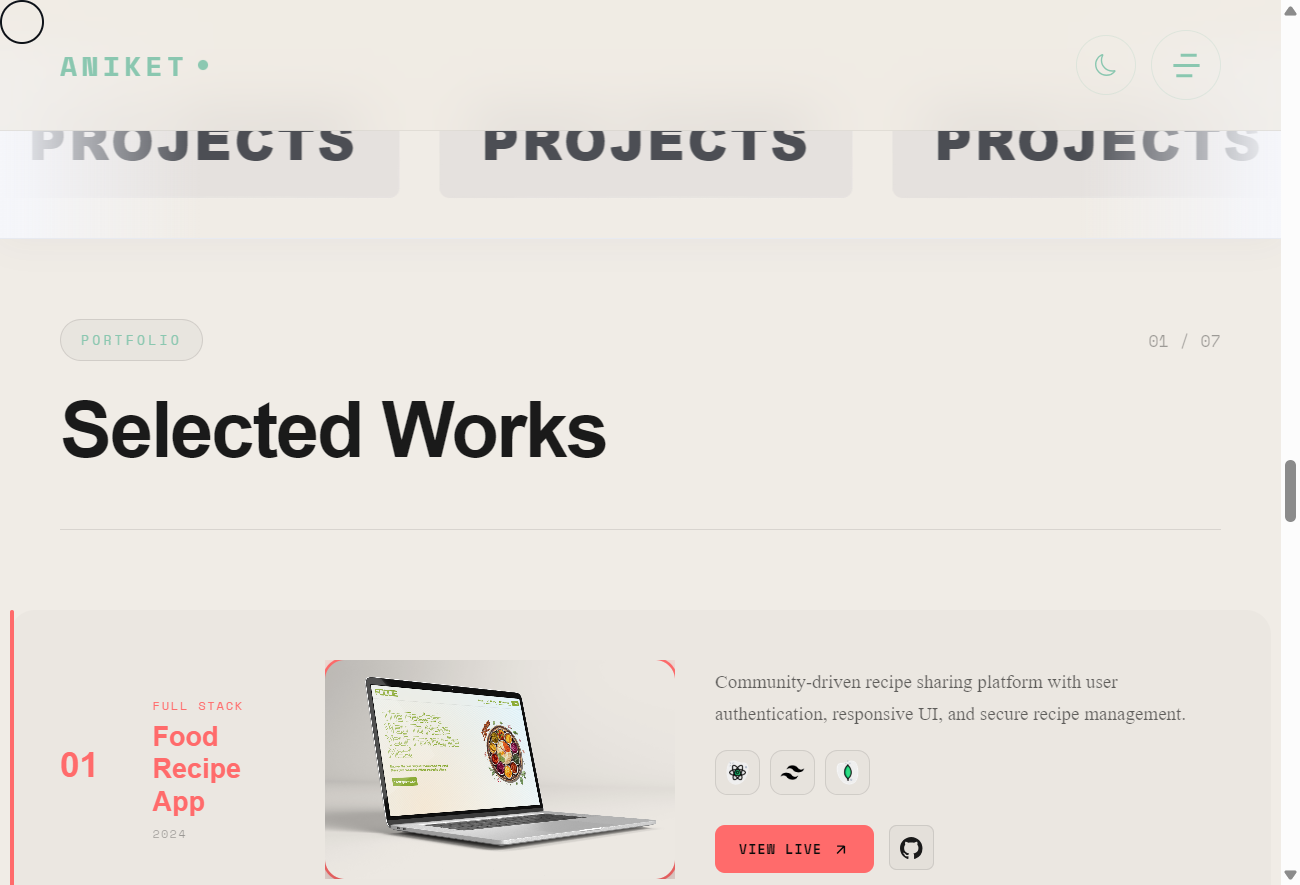 ANIKET
PROJECTS PROJECTS PROJECTS
PORTFOLIO
01 / 07
Selected Works
01
FULL STACK
Food
Recipe
App
2024
Community-driven recipe sharing platform with user
authentication, responsive UI, and secure recipe management.
VIEW LIVE